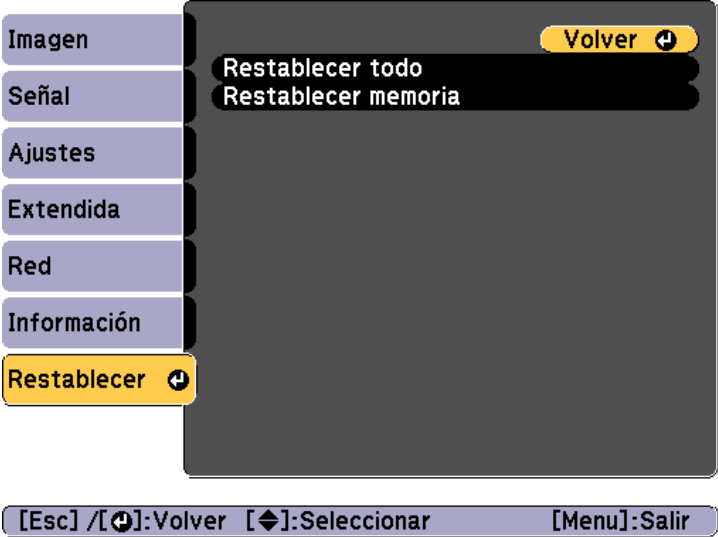 Imagen
Señal
Ajustes
Extendida
Red
Información
Restablecer
Volver
Restablecer todo
Restablecer memoria
[Esc] /[⏎]:Volver [◆]:Seleccionar [Menu]:Salir